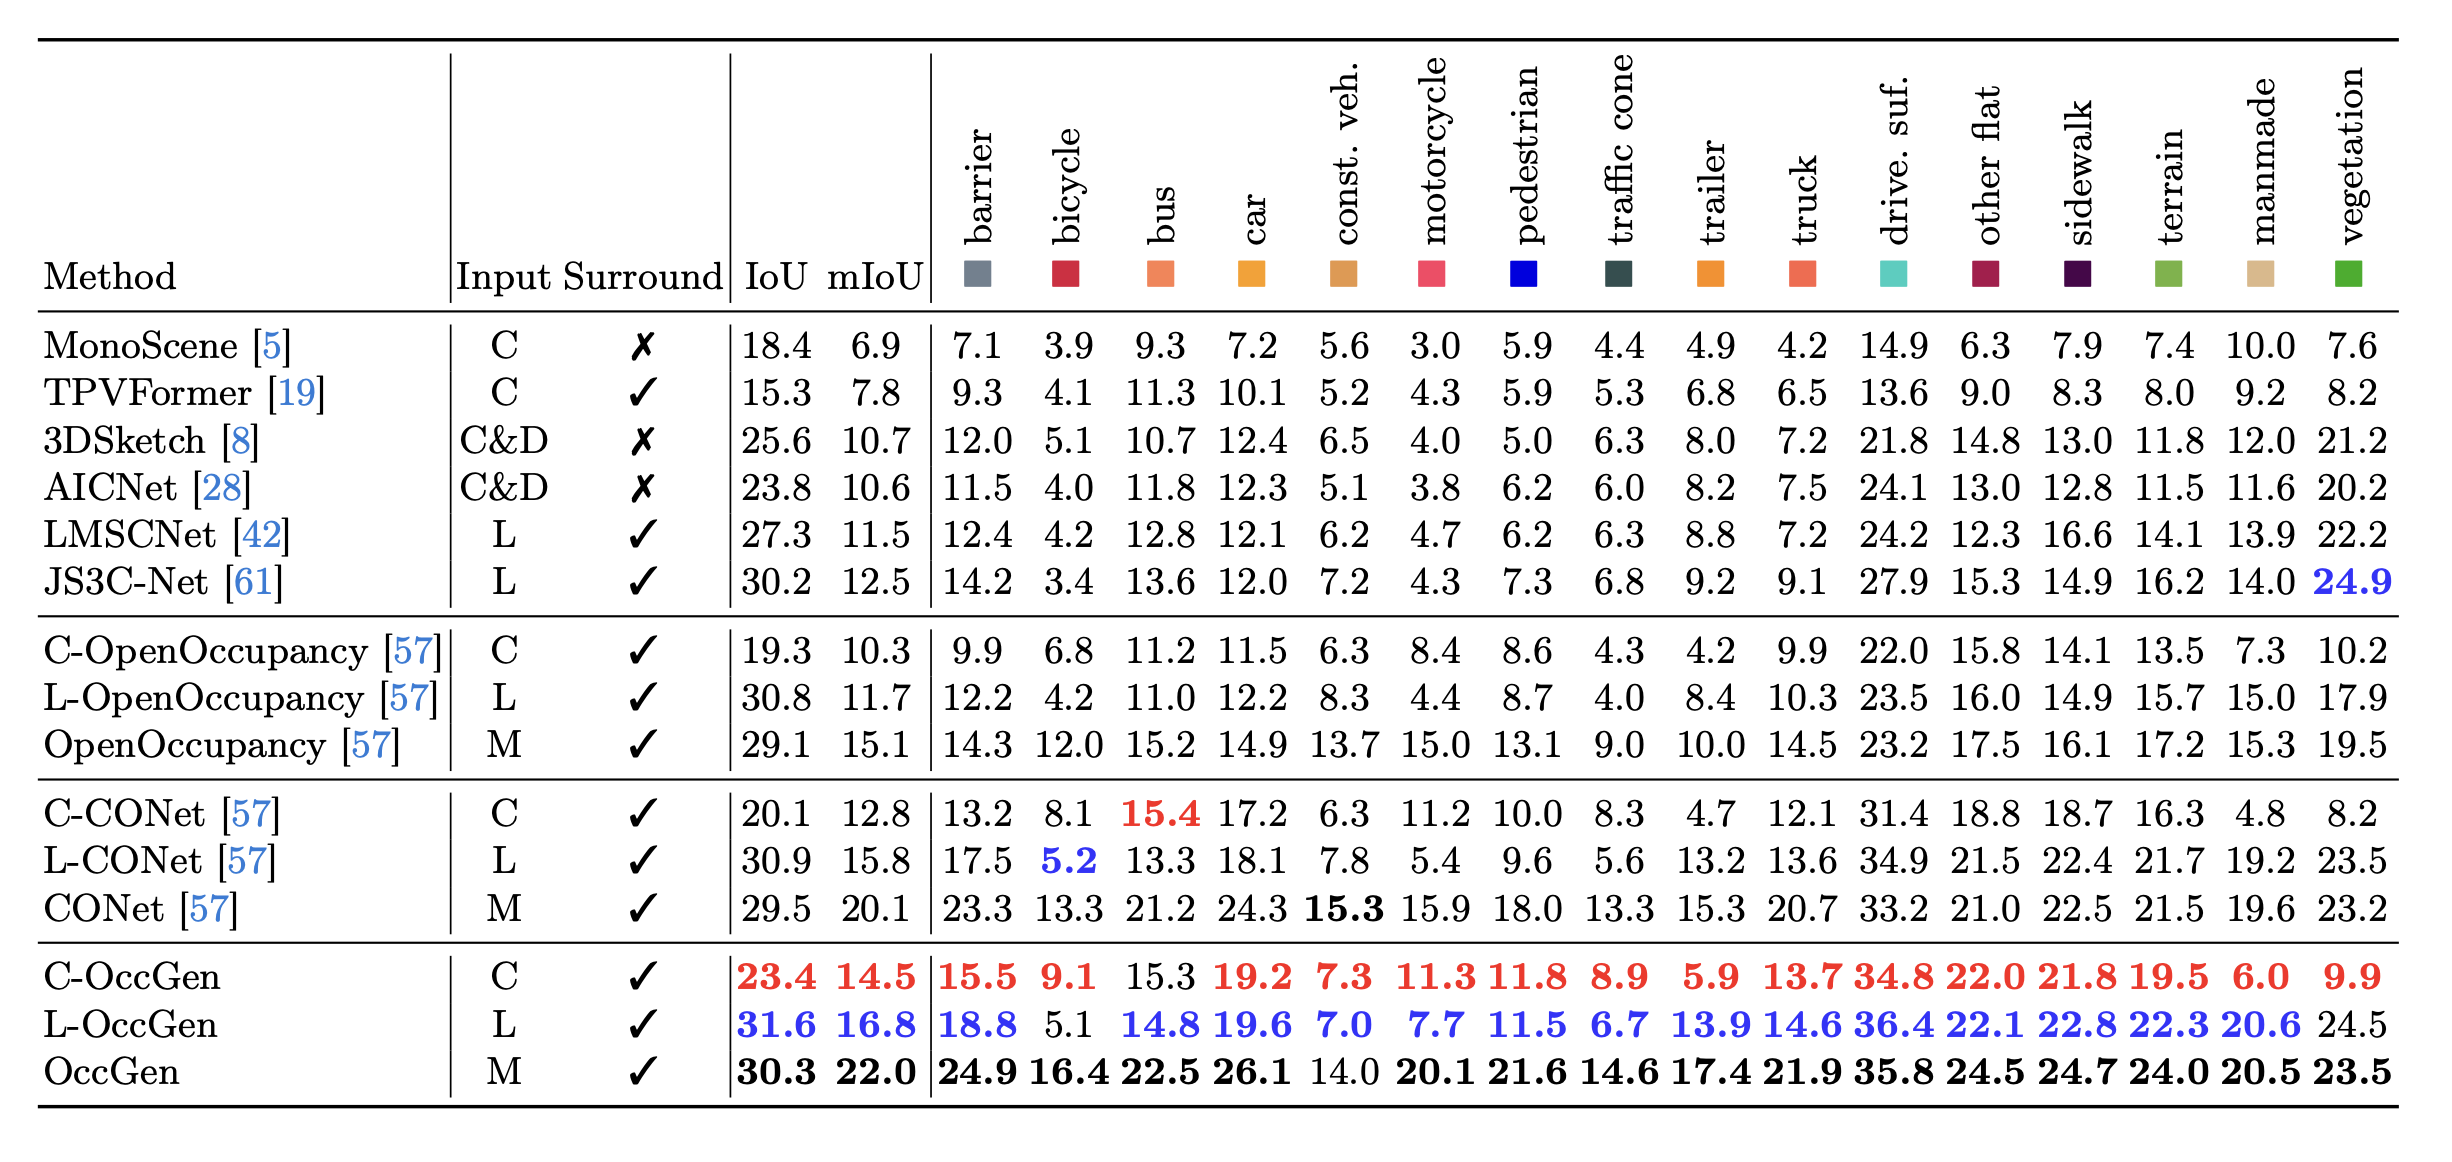 Method Input Surround IoU mIoU barrier bicycle bus car const. veh. motorcycle pedestrian traffic cone trailer truck drive. suf. other flat sidewalk terrain manmade vegetation
MonoScene [5] C ✗ 18.4 6.9 7.1 3.9 9.3 7.2 5.6 3.0 5.9 4.4 4.9 4.2 14.9 6.3 7.9 7.4 10.0 7.6
TPVFormer [19] C ✓ 15.3 7.8 9.3 4.1 11.3 10.1 5.2 4.3 5.9 5.3 6.8 6.5 13.6 9.0 8.3 8.0 9.2 8.2
3DSketch [8] C&D ✗ 25.6 10.7 12.0 5.1 10.7 12.4 6.5 4.0 5.0 6.3 8.0 7.2 21.8 14.8 13.0 11.8 12.0 21.2
AICNet [28] C&D ✗ 23.8 10.6 11.5 4.0 11.8 12.3 5.1 3.8 6.2 6.0 8.2 7.5 24.1 13.0 12.8 11.5 11.6 20.2
LMSCNet [42] L ✓ 27.3 11.5 12.4 4.2 12.8 12.1 6.2 4.7 6.2 6.3 8.8 7.2 24.2 12.3 16.6 14.1 13.9 22.2
JS3C-Net [61] L ✓ 30.2 12.5 14.2 3.4 13.6 12.0 7.2 4.3 7.3 6.8 9.2 9.1 27.9 15.3 14.9 16.2 14.0 24.9
C-OpenOccupancy [57] C ✓ 19.3 10.3 9.9 6.8 11.2 11.5 6.3 8.4 8.6 4.3 4.2 9.9 22.0 15.8 14.1 13.5 7.3 10.2
L-OpenOccupancy [57] L ✓ 30.8 11.7 12.2 4.2 11.0 12.2 8.3 4.4 8.7 4.0 8.4 10.3 23.5 16.0 14.9 15.7 15.0 17.9
OpenOccupancy [57] M ✓ 29.1 15.1 14.3 12.0 15.2 14.9 13.7 15.0 13.1 9.0 10.0 14.5 23.2 17.5 16.1 17.2 15.3 19.5
C-CONet [57] C ✓ 20.1 12.8 13.2 8.1 15.4 17.2 6.3 11.2 10.0 8.3 4.7 12.1 31.4 18.8 18.7 16.3 4.8 8.2
L-CONet [57] L ✓ 30.9 15.8 17.5 5.2 13.3 18.1 7.8 5.4 9.6 5.6 13.2 13.6 34.9 21.5 22.4 21.7 19.2 23.5
CONet [57] M ✓ 29.5 20.1 23.3 13.3 21.2 24.3 15.3 15.9 18.0 13.3 15.3 20.7 33.2 21.0 22.5 21.5 19.6 23.2
C-OccGen C ✓ 23.4 14.5 15.5 9.1 15.3 19.2 7.3 11.3 11.8 8.9 5.9 13.7 34.8 22.0 21.8 19.5 6.0 9.9
L-OccGen L ✓ 31.6 16.8 18.8 5.1 14.8 19.6 7.0 7.7 11.5 6.7 13.9 14.6 36.4 22.1 22.8 22.3 20.6 24.5
OccGen M ✓ 30.3 22.0 24.9 16.4 22.5 26.1 14.0 20.1 21.6 14.6 17.4 21.9 35.8 24.5 24.7 24.0 20.5 23.5